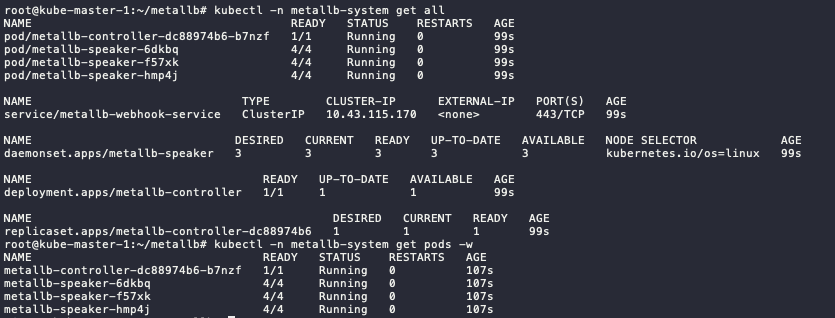 root@kube-master-1:~/metallb# kubectl -n metallb-system get all
NAME READY STATUS RESTARTS AGE
pod/metallb-controller-dc88974b6-b7nzf 1/1 Running 0 99s
pod/metallb-speaker-6dkbq 4/4 Running 0 99s
pod/metallb-speaker-f57xk 4/4 Running 0 99s
pod/metallb-speaker-hmp4j 4/4 Running 0 99s
NAME TYPE CLUSTER-IP EXTERNAL-IP PORT(S) AGE
service/metallb-webhook-service ClusterIP 10.43.115.170 <none> 443/TCP 99s
NAME DESIRED CURRENT READY UP-TO-DATE AVAILABLE NODE SELECTOR AGE
daemonset.apps/metallb-speaker 3 3 3 3 3 kubernetes.io/os=linux 99s
NAME READY UP-TO-DATE AVAILABLE AGE
deployment.apps/metallb-controller 1/1 1 1 99s
NAME DESIRED CURRENT READY AGE
replicaset.apps/metallb-controller-dc88974b6 1 1 1 99s
root@kube-master-1:~/metallb# kubectl -n metallb-system get pods -w
NAME READY STATUS RESTARTS AGE
metallb-controller-dc88974b6-b7nzf 1/1 Running 0 107s
metallb-speaker-6dkbq 4/4 Running 0 107s
metallb-speaker-f57xk 4/4 Running 0 107s
metallb-speaker-hmp4j 4/4 Running 0 107s